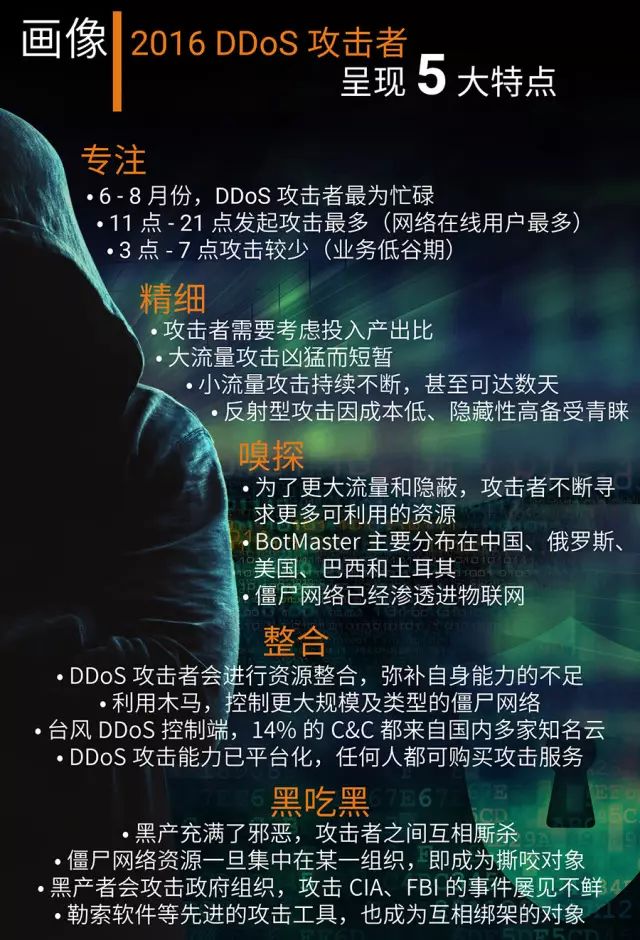 画像
2016 DDoS 攻击者
呈现 5 大特点
专注
• 6 - 8 月份，DDoS 攻击者最为忙碌
• 11 点 - 21 点发起攻击最多（网络在线用户最多）
• 3 点 - 7 点攻击较少（业务低谷期）
精细
• 攻击者需要考虑投入产出比
• 大流量攻击凶猛而短暂
• 小流量攻击持续不断，甚至可达数天
• 反射型攻击因成本低、隐藏性高备受青睐
嗅探
• 为了更大流量和隐蔽，攻击者不断寻
求更多可利用的资源
• BotMaster 主要分布在中国、俄罗斯、
美国、巴西和土耳其
• 僵尸网络已经渗透进物联网
整合
• DDoS 攻击者会进行资源整合，弥补自身能力的不足
• 利用木马，控制更大规模及类型的僵尸网络
• 台风 DDoS 控制端，14% 的 C&C 都来自国内多家知名云
• DDoS 攻击能力已平台化，任何人都可购买攻击服务
黑吃黑
• 黑产充满了邪恶，攻击者之间互相厮杀
• 僵尸网络资源一旦集中在某一组织，即成为撕咬对象
• 黑产者会攻击政府组织，攻击 CIA、FBI 的事件屡见不鲜
• 勒索软件等先进的攻击工具，也成为互相绑架的对象